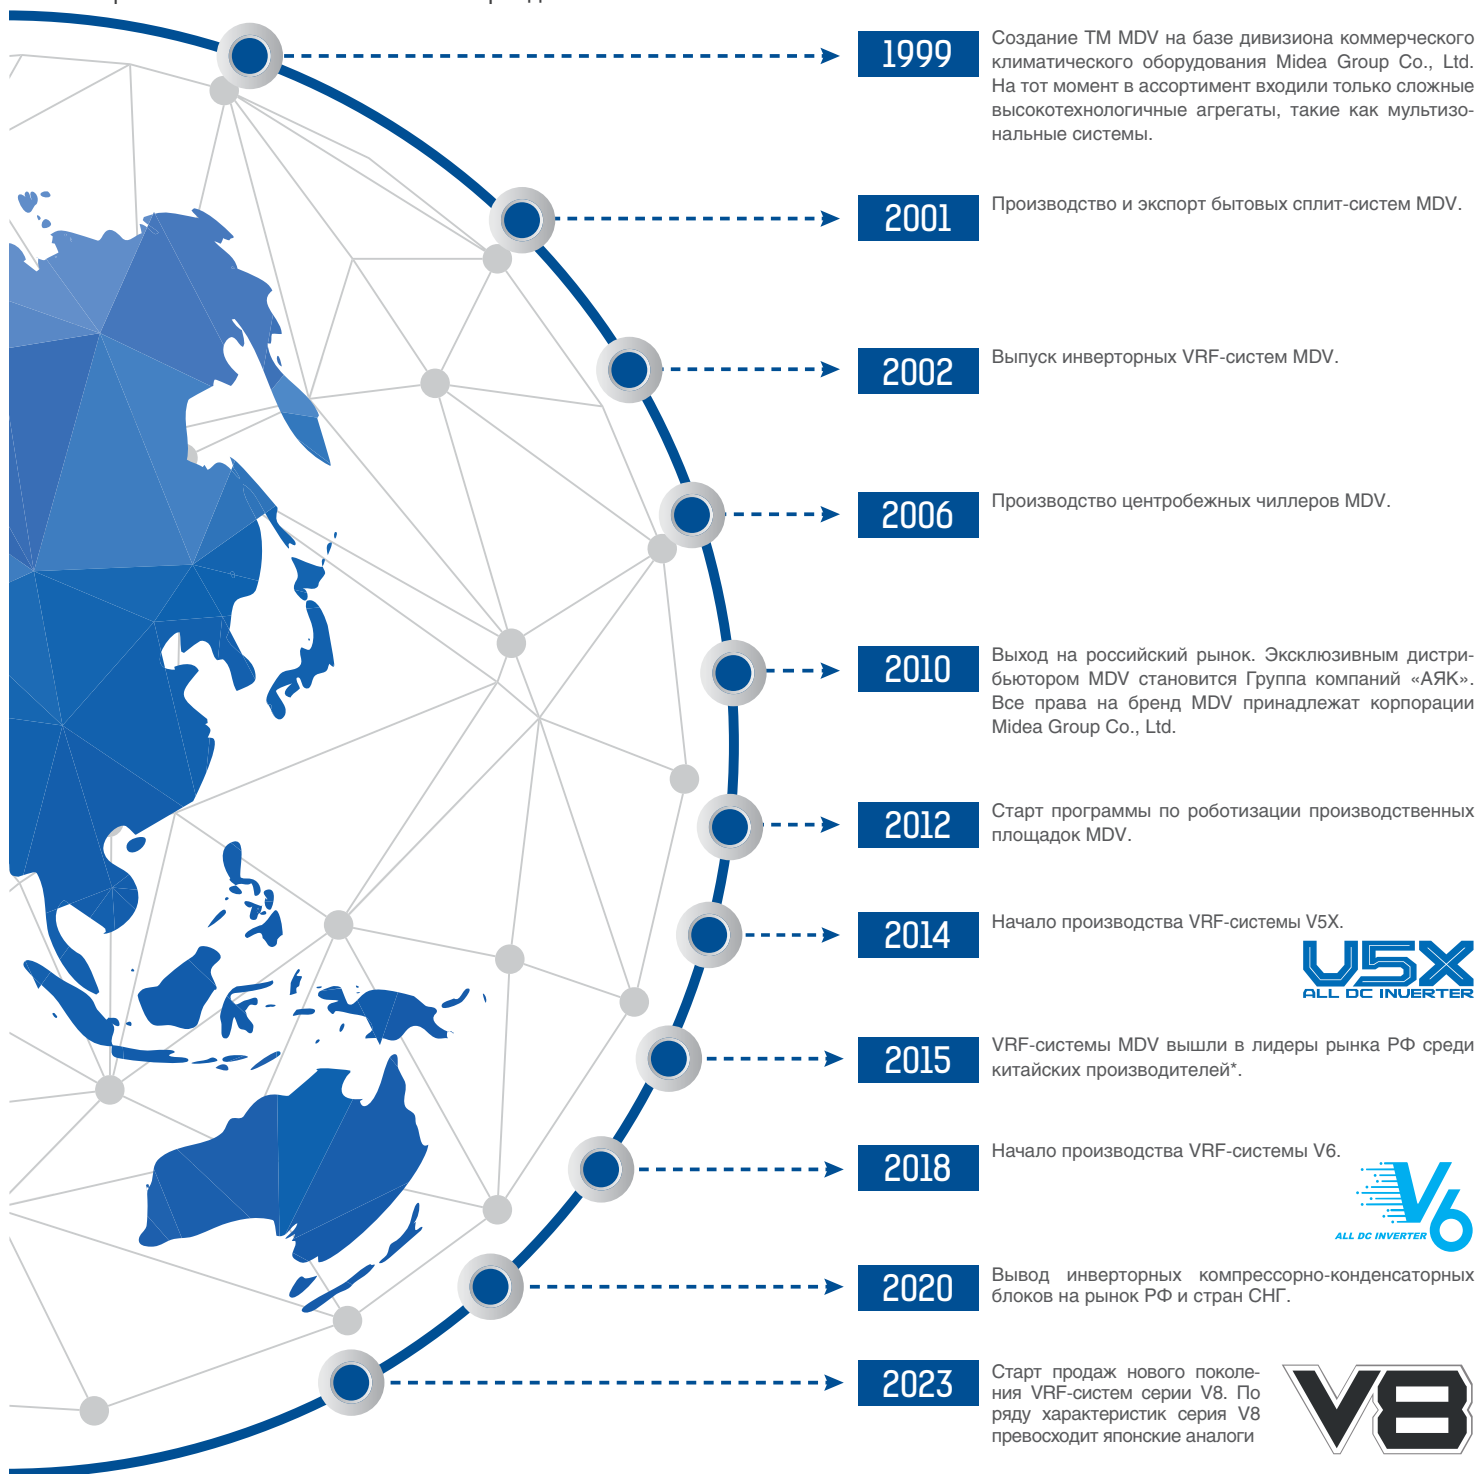 1999
Создание ТМ MDV на базе дивизиона коммерческого
климатического оборудования Midea Group Co., Ltd.
На тот момент в ассортимент входили только сложные
высокотехнологичные агрегаты, такие как мультизо-
нальные системы.
2001
Производство и экспорт бытовых сплит-систем MDV.
2002
Выпуск инверторных VRF-систем MDV.
2006
Производство центробежных чиллеров MDV.
2010
Выход на российский рынок. Эксклюзивным дистри-
бьютором MDV становится Группа компаний «АЯК».
Все права на бренд MDV принадлежат корпорации
Midea Group Co., Ltd.
2012
Старт программы по роботизации производственных
площадок MDV.
2014
Начало производства VRF-системы V5X.
V5X
ALL DC INVERTER
2015
VRF-системы MDV вышли в лидеры рынка РФ среди
китайских производителей*.
2018
Начало производства VRF-системы V6.
V6
ALL DC INVERTER
2020
Вывод инверторных компрессорно-конденсаторных
блоков на рынок РФ и стран СНГ.
2023
Старт продаж нового поколе-
ния VRF-систем серии V8. По
ряду характеристик серия V8
превосходит японские аналоги
V8